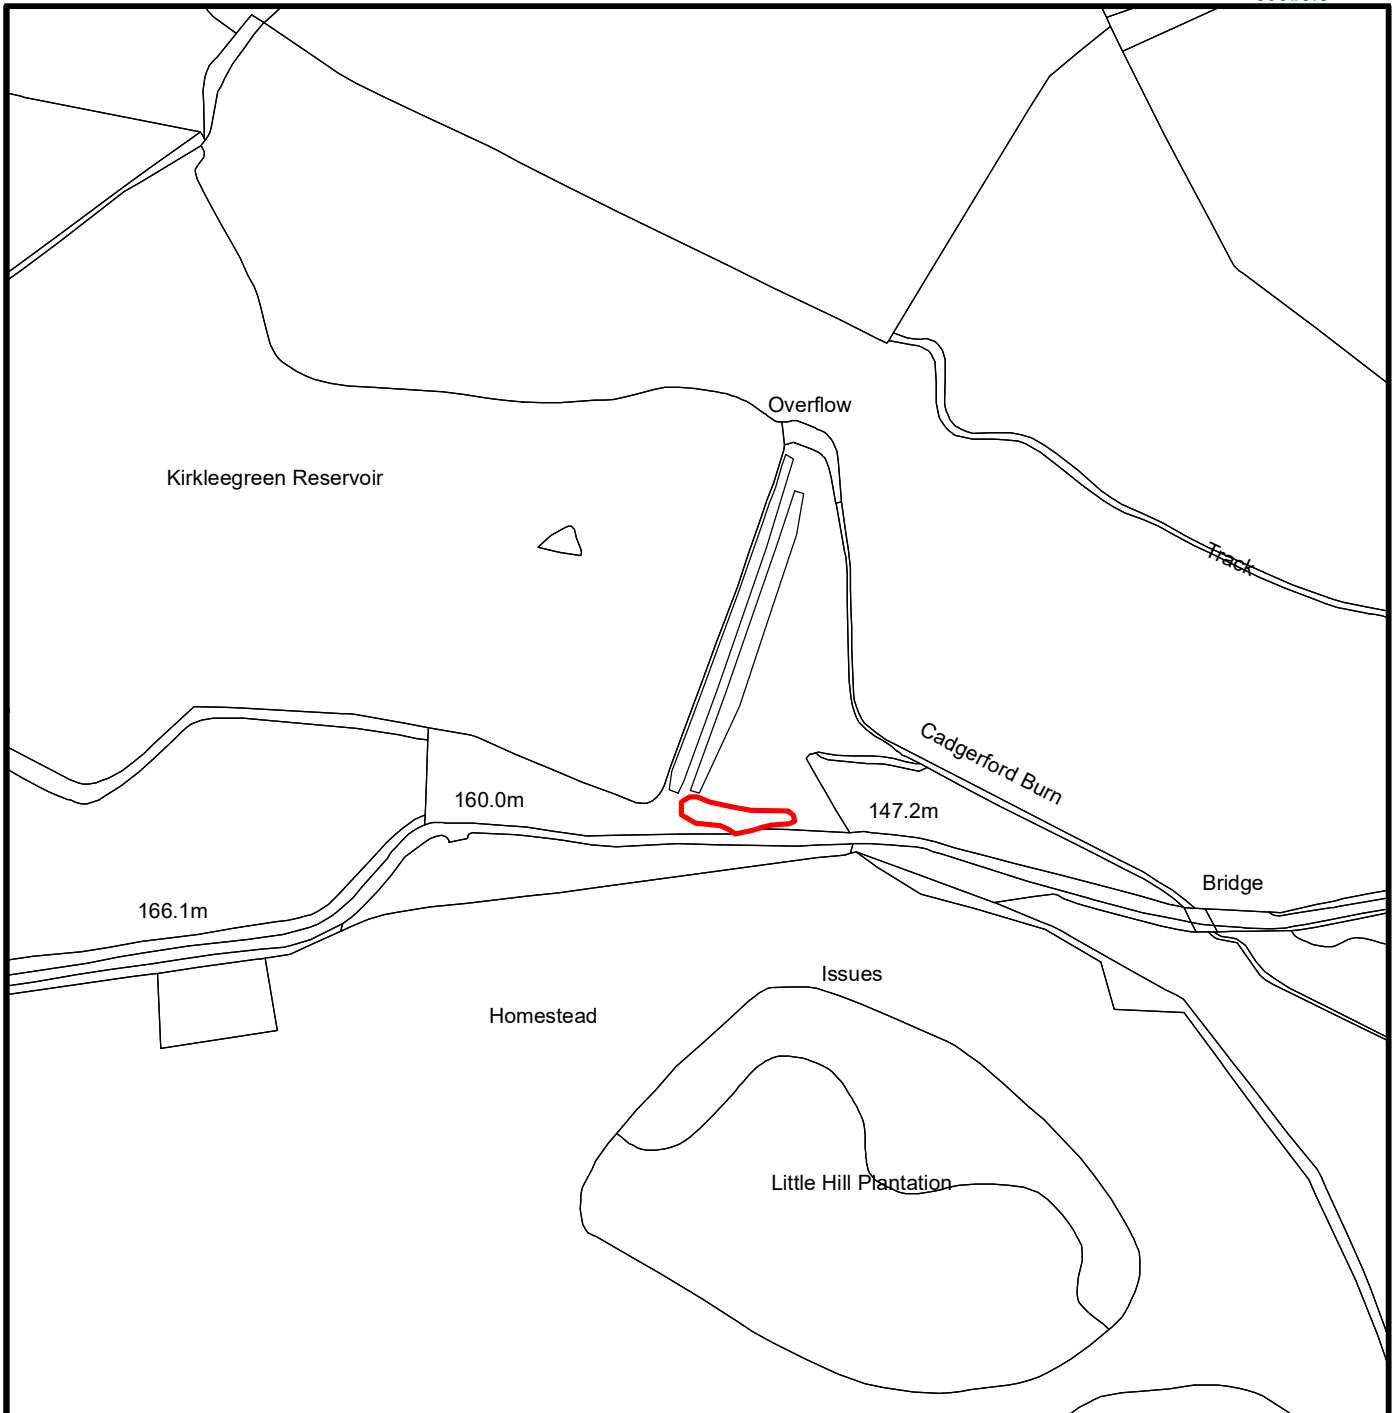 Overflow
Kirkleegreen Reservoir
Track
Cadgerford Burn
160.0m
147.2m
Bridge
166.1m
Issues
Homestead
Little Hill Plantation